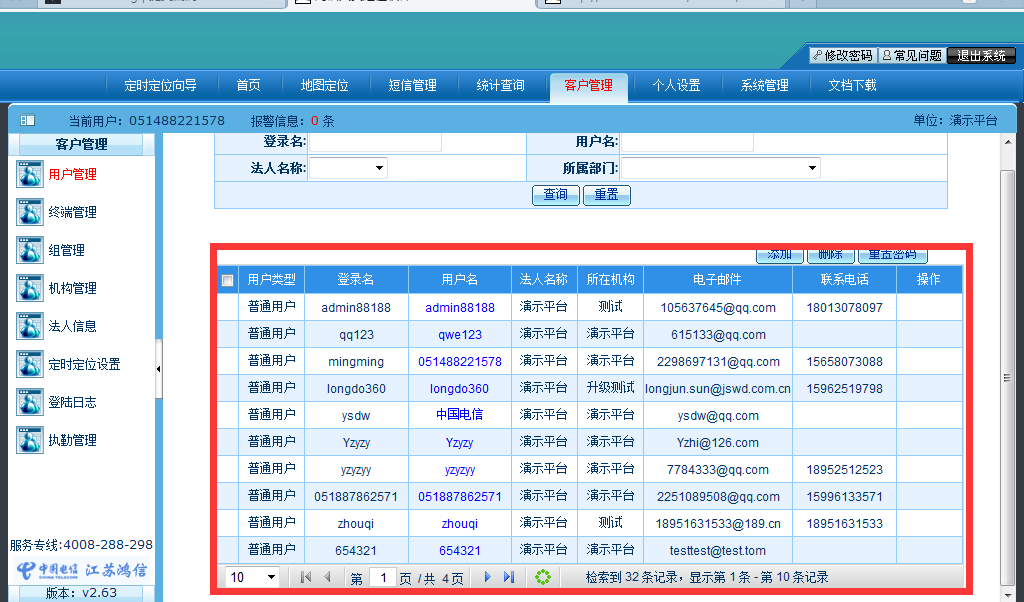 修改密码 常见问题 退出系统
定时定位向导 首页 地图定位 短信管理 统计查询 客户管理 个人设置 系统管理 文档下载
当前用户：051488221578 报警信息：0 条 单位：演示平台
客户管理
用户管理
终端管理
组管理
机构管理
法人信息
定时定位设置
登陆日志
执勤管理
服务专线:4008-288-298
中国电信 江苏鸿信
CHINA TELECOM
版本：v2.63
登录名: 用户名:
法人名称: 所属部门:
查询 重置
添加 删除 重置密码
用户类型 登录名 用户名 法人名称 所在机构 电子邮件 联系电话 操作
普通用户 admin88188 admin88188 演示平台 测试 105637645@qq.com 18013078097
普通用户 qq123 qwe123 演示平台 演示平台 615133@qq.com
普通用户 mingming 051488221578 演示平台 演示平台 2298697131@qq.com 15658073088
普通用户 longdo360 longdo360 演示平台 升级测试 longjun.sun@jswd.com.cn 15962519798
普通用户 ysdw 中国电信 演示平台 演示平台 ysdw@qq.com
普通用户 Yzyzy Yzyzy 演示平台 演示平台 Yzhi@126.com
普通用户 yzyzyy yzyzyy 演示平台 演示平台 7784333@qq.com 18952512523
普通用户 051887862571 051887862571 演示平台 演示平台 2251089508@qq.com 15996133571
普通用户 zhouqi zhouqi 演示平台 测试 18951631533@189.cn 18951631533
普通用户 654321 654321 演示平台 演示平台 testtest@test.tom
10 第 1 页 /共 4页 检索到 32 条记录，显示第 1 条 - 第 10 条记录